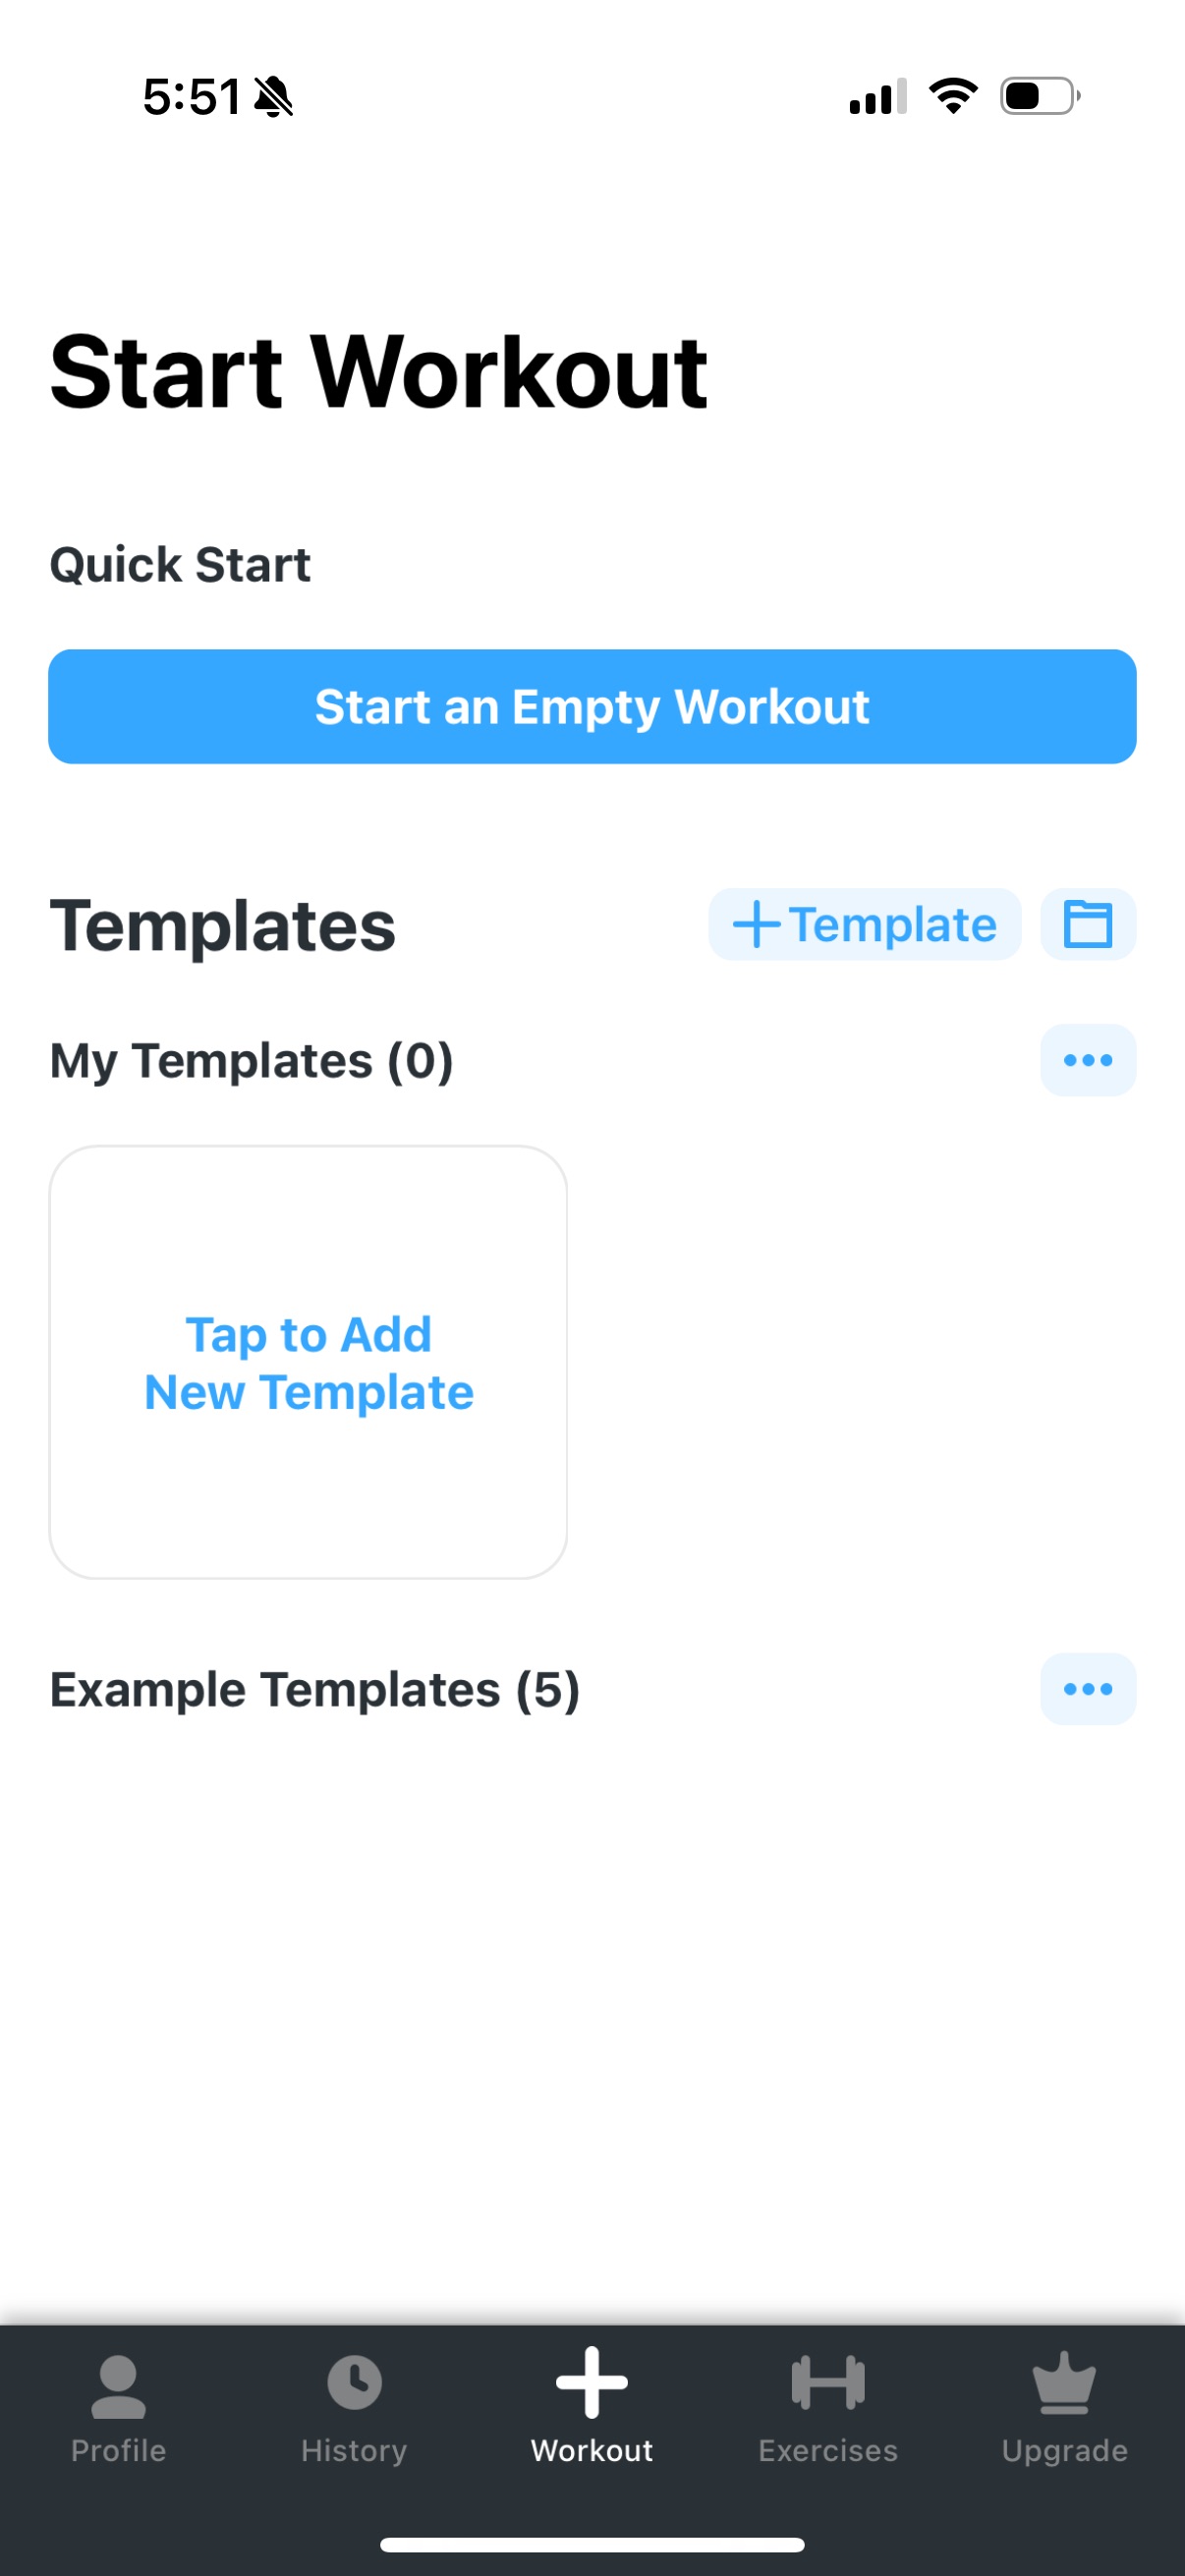 5:51
Start Workout
Quick Start
Start an Empty Workout
Templates
+Template
My Templates (0)
Tap to Add
New Template
Example Templates (5)
Profile
History
Workout
Exercises
Upgrade